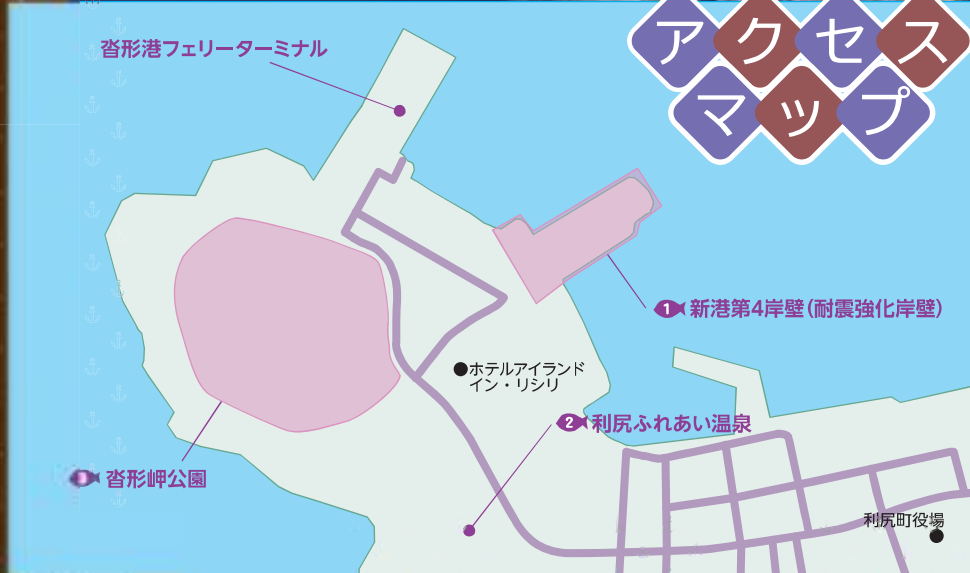 アクセス
マップ
沓形港フェリーターミナル
1 新港第4岸壁(耐震強化岸壁)
ホテルアイランド
イン・リシリ
2 利尻ふれあい温泉
沓形岬公園
利尻町役場